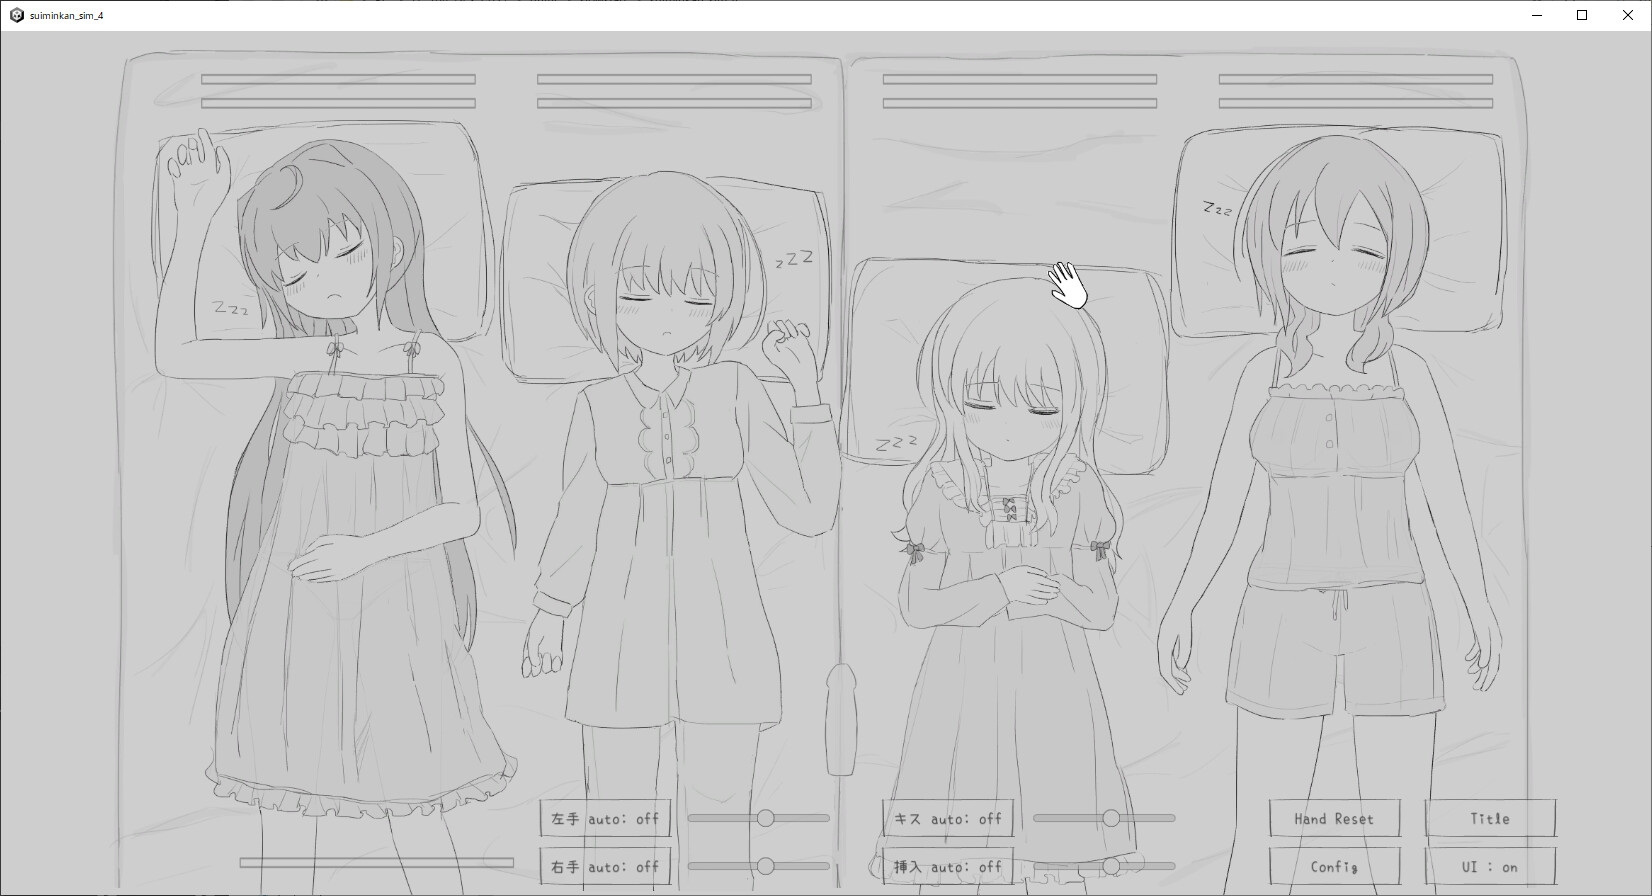 suiminkan_sim_4
zzz
zzz
zzz
zzz
左手 auto: off
キス auto: off
Hand Reset
Title
右手 auto: off
挿入 auto: off
Config
UI : on